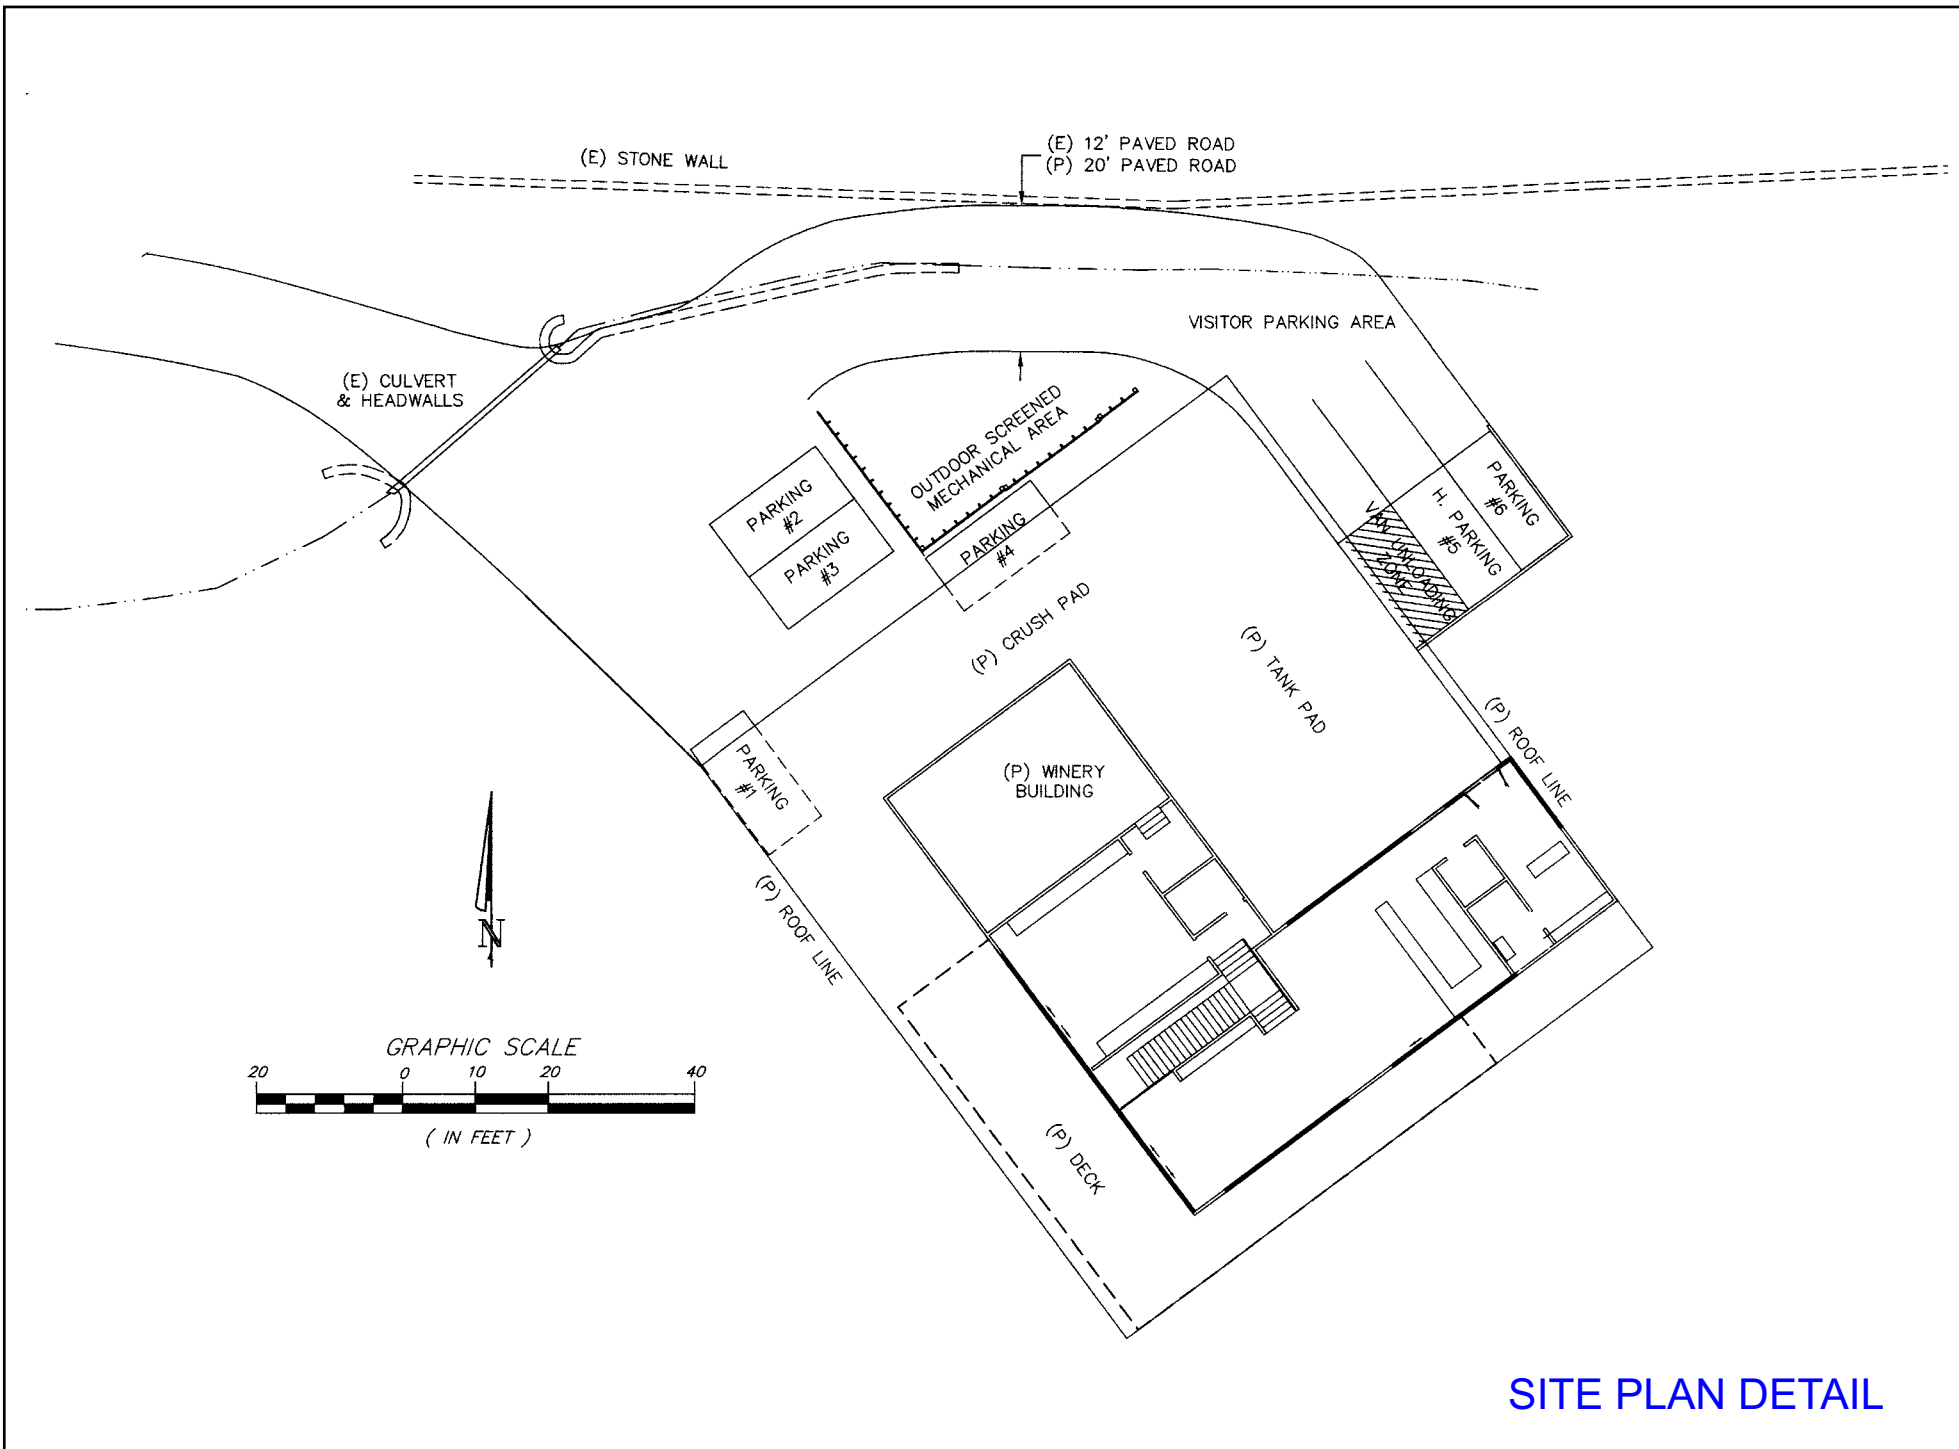 (E) STONE WALL
(E) 12' PAVED ROAD
(P) 20' PAVED ROAD
VISITOR PARKING AREA
(E) CULVERT
& HEADWALLS
OUTDOOR SCREENED
MECHANICAL AREA
PARKING
#2
PARKING
#3
PARKING
#4
PARKING
#6
H. PARKING
#5
VAN UNLOADING
ZONE
(P) CRUSH PAD
(P) TANK PAD
(P) ROOF LINE
PARKING
#1
(P) WINERY
BUILDING
(P) ROOF LINE
N
GRAPHIC SCALE
20 0 10 20 40
( IN FEET )
(P) DECK
SITE PLAN DETAIL